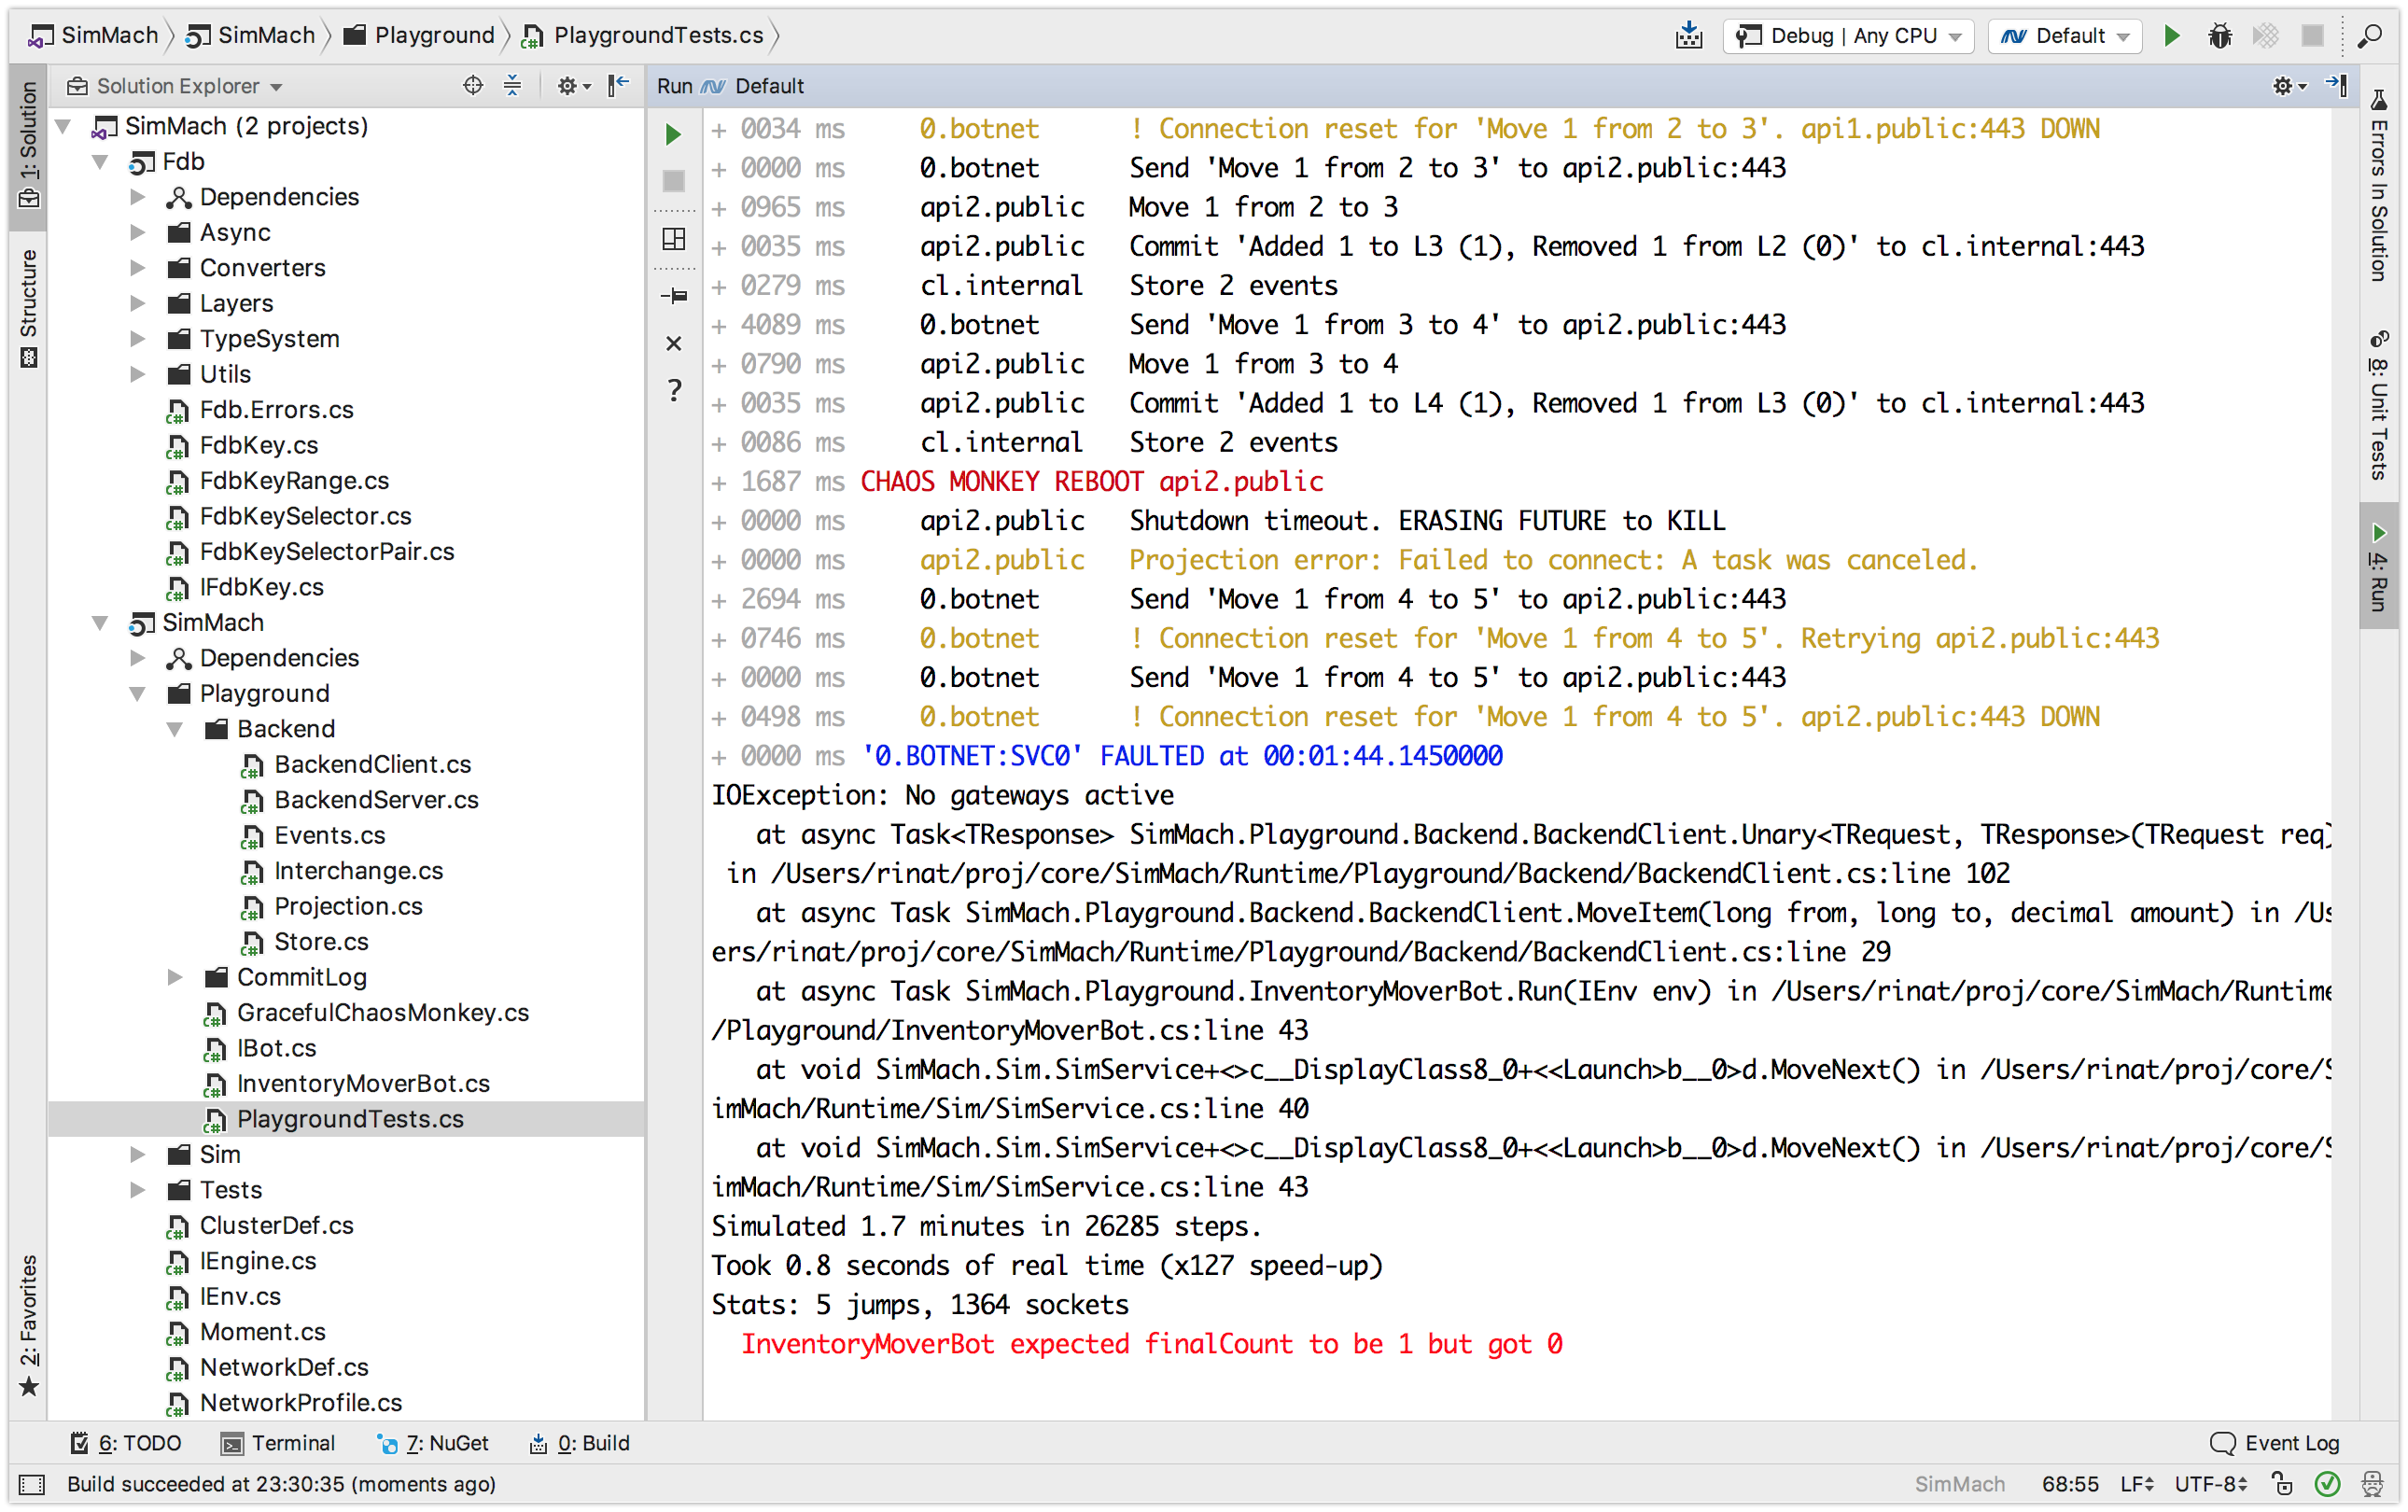 SimMach SimMach Playground PlaygroundTests.cs Debug | Any CPU Default
1: Solution
Structure
2: Favorites
Solution Explorer
SimMach (2 projects)
Fdb
Dependencies
Async
Converters
Layers
TypeSystem
Utils
Fdb.Errors.cs
FdbKey.cs
FdbKeyRange.cs
FdbKeySelector.cs
FdbKeySelectorPair.cs
IFdbKey.cs
SimMach
Dependencies
Playground
Backend
BackendClient.cs
BackendServer.cs
Events.cs
Interchange.cs
Projection.cs
Store.cs
CommitLog
GracefulChaosMonkey.cs
IBot.cs
InventoryMoverBot.cs
PlaygroundTests.cs
Sim
Tests
ClusterDef.cs
IEngine.cs
IEnv.cs
Moment.cs
NetworkDef.cs
NetworkProfile.cs
Run Default
+ 0034 ms 0.botnet ! Connection reset for 'Move 1 from 2 to 3'. api1.public:443 DOWN
+ 0000 ms 0.botnet Send 'Move 1 from 2 to 3' to api2.public:443
+ 0965 ms api2.public Move 1 from 2 to 3
+ 0035 ms api2.public Commit 'Added 1 to L3 (1), Removed 1 from L2 (0)' to cl.internal:443
+ 0279 ms cl.internal Store 2 events
+ 4089 ms 0.botnet Send 'Move 1 from 3 to 4' to api2.public:443
+ 0790 ms api2.public Move 1 from 3 to 4
+ 0035 ms api2.public Commit 'Added 1 to L4 (1), Removed 1 from L3 (0)' to cl.internal:443
+ 0086 ms cl.internal Store 2 events
+ 1687 ms CHAOS MONKEY REBOOT api2.public
+ 0000 ms api2.public Shutdown timeout. ERASING FUTURE to KILL
+ 0000 ms api2.public Projection error: Failed to connect: A task was canceled.
+ 2694 ms 0.botnet Send 'Move 1 from 4 to 5' to api2.public:443
+ 0746 ms 0.botnet ! Connection reset for 'Move 1 from 4 to 5'. Retrying api2.public:443
+ 0000 ms 0.botnet Send 'Move 1 from 4 to 5' to api2.public:443
+ 0498 ms 0.botnet ! Connection reset for 'Move 1 from 4 to 5'. api2.public:443 DOWN
+ 0000 ms '0.BOTNET:SVC0' FAULTED at 00:01:44.1450000
IOException: No gateways active
at async Task<TResponse> SimMach.Playground.Backend.BackendClient.Unary<TRequest, TResponse>(TRequest req)
in /Users/rinat/proj/core/SimMach/Runtime/Playground/Backend/BackendClient.cs:line 102
at async Task SimMach.Playground.Backend.BackendClient.MoveItem(long from, long to, decimal amount) in /Us
ers/rinat/proj/core/SimMach/Runtime/Playground/Backend/BackendClient.cs:line 29
at async Task SimMach.Playground.InventoryMoverBot.Run(IEnv env) in /Users/rinat/proj/core/SimMach/Runtime
/Playground/InventoryMoverBot.cs:line 43
at void SimMach.Sim.SimService+<>c__DisplayClass8_0+<<Launch>b__0>d.MoveNext() in /Users/rinat/proj/core/S
imMach/Runtime/Sim/SimService.cs:line 40
at void SimMach.Sim.SimService+<>c__DisplayClass8_0+<<Launch>b__0>d.MoveNext() in /Users/rinat/proj/core/S
imMach/Runtime/Sim/SimService.cs:line 43
Simulated 1.7 minutes in 26285 steps.
Took 0.8 seconds of real time (x127 speed-up)
Stats: 5 jumps, 1364 sockets
InventoryMoverBot expected finalCount to be 1 but got 0
Errors In Solution
8: Unit Tests
4: Run
6: TODO Terminal 7: NuGet 0: Build Event Log
Build succeeded at 23:30:35 (moments ago) SimMach 68:55 LF UTF-8